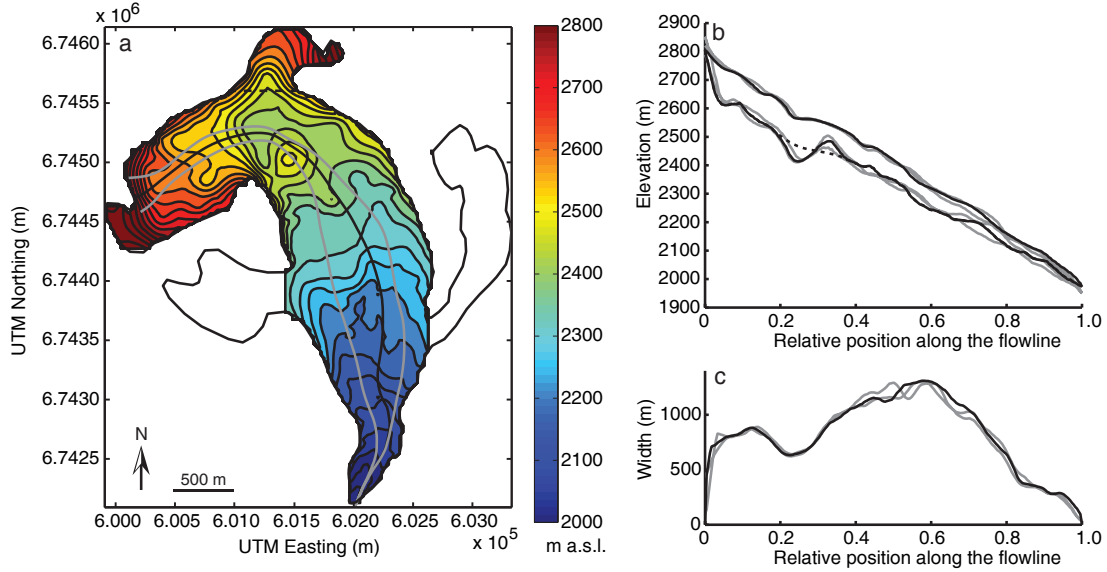 x 10⁶
a
6.7460
6.7455
6.7450
6.7445
6.7440
6.7435
6.7430
6.7425
UTM Northing (m)
N
500 m
6.000 6.005 6.010 6.015 6.020 6.025 6.030
UTM Easting (m)
x 10⁵
2800
2700
2600
2500
2400
2300
2200
2100
2000
m a.s.l.
b
2900
2800
2700
2600
2500
2400
2300
2200
2100
2000
1900
Elevation (m)
0 0.2 0.4 0.6 0.8 1.0
Relative position along the flowline
c
1000
500
0
Width (m)
0 0.2 0.4 0.6 0.8 1.0
Relative position along the flowline